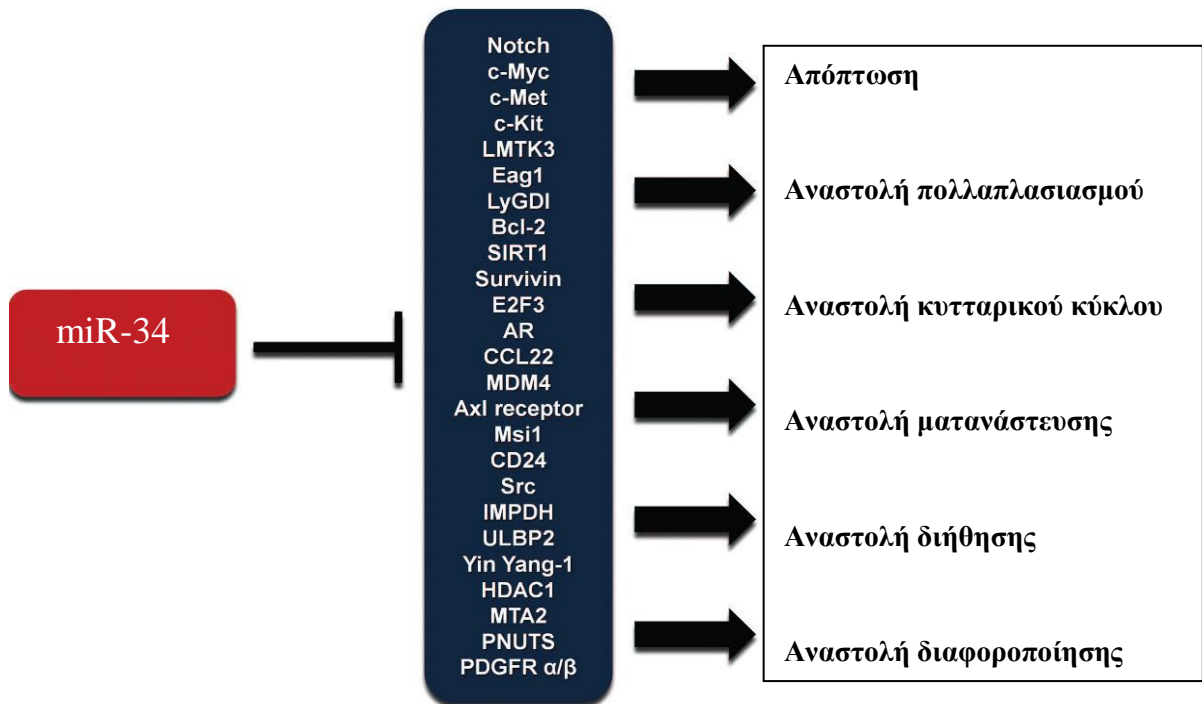 miR-34
Notch
c-Myc
c-Met
c-Kit
LMTK3
Eag1
LyGDI
Bcl-2
SIRT1
Survivin
E2F3
AR
CCL22
MDM4
Axl receptor
Msi1
CD24
Src
IMPDH
ULBP2
Yin Yang-1
HDAC1
MTA2
PNUTS
PDGFR α/β
Απόπτωση
Αναστολή πολλαπλασιασμού
Αναστολή κυτταρικού κύκλου
Αναστολή ματανάστευσης
Αναστολή διήθησης
Αναστολή διαφοροποίησης